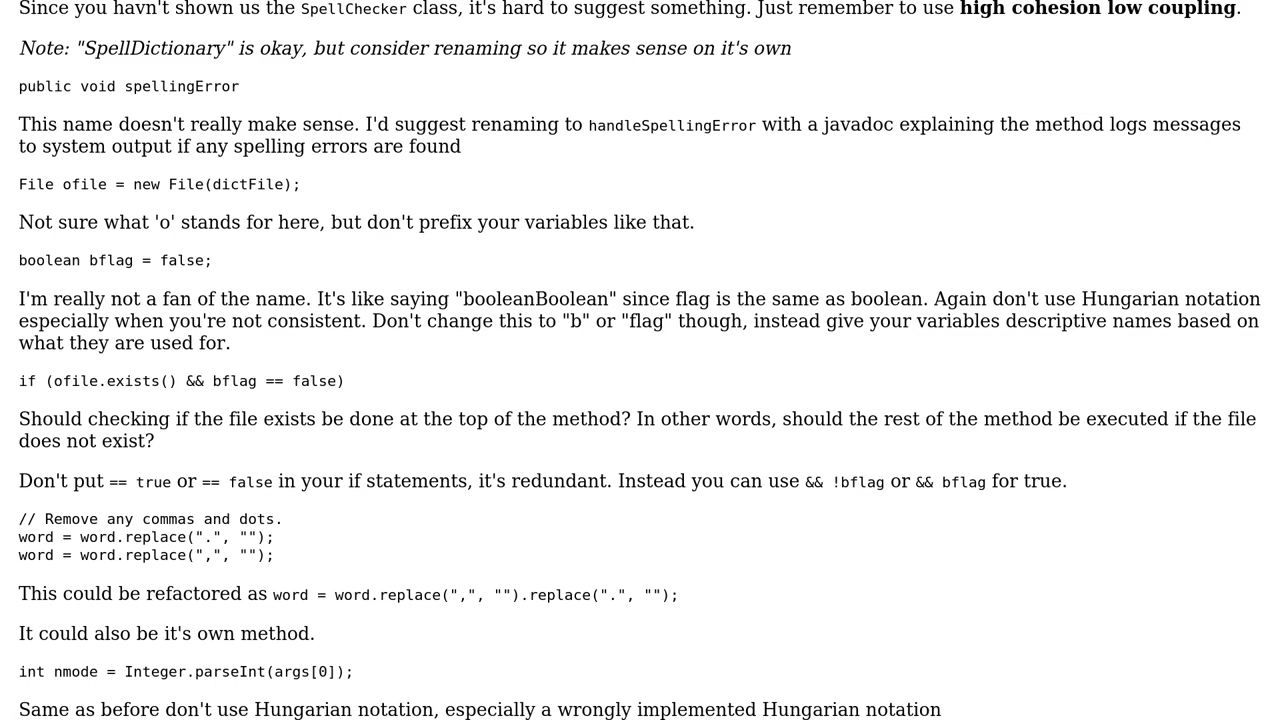 Since you havn't shown us the SpellChecker class, it's hard to suggest something. Just remember to use high cohesion low coupling.
Note: "SpellDictionary" is okay, but consider renaming so it makes sense on it's own
public void spellingError
This name doesn't really make sense. I'd suggest renaming to handleSpellingError with a javadoc explaining the method logs messages
to system output if any spelling errors are found
File ofile = new File(dictFile);
Not sure what 'o' stands for here, but don't prefix your variables like that.
boolean bflag = false;
I'm really not a fan of the name. It's like saying "booleanBoolean" since flag is the same as boolean. Again don't use Hungarian notation
especially when you're not consistent. Don't change this to "b" or "flag" though, instead give your variables descriptive names based on
what they are used for.
if (ofile.exists() && bflag == false)
Should checking if the file exists be done at the top of the method? In other words, should the rest of the method be executed if the file
does not exist?
Don't put == true or == false in your if statements, it's redundant. Instead you can use && !bflag or && bflag for true.
// Remove any commas and dots.
word = word.replace(".", "");
word = word.replace(",", "");
This could be refactored as word = word.replace(",", "").replace(".", "");
It could also be it's own method.
int nmode = Integer.parseInt(args[0]);
Same as before don't use Hungarian notation, especially a wrongly implemented Hungarian notation